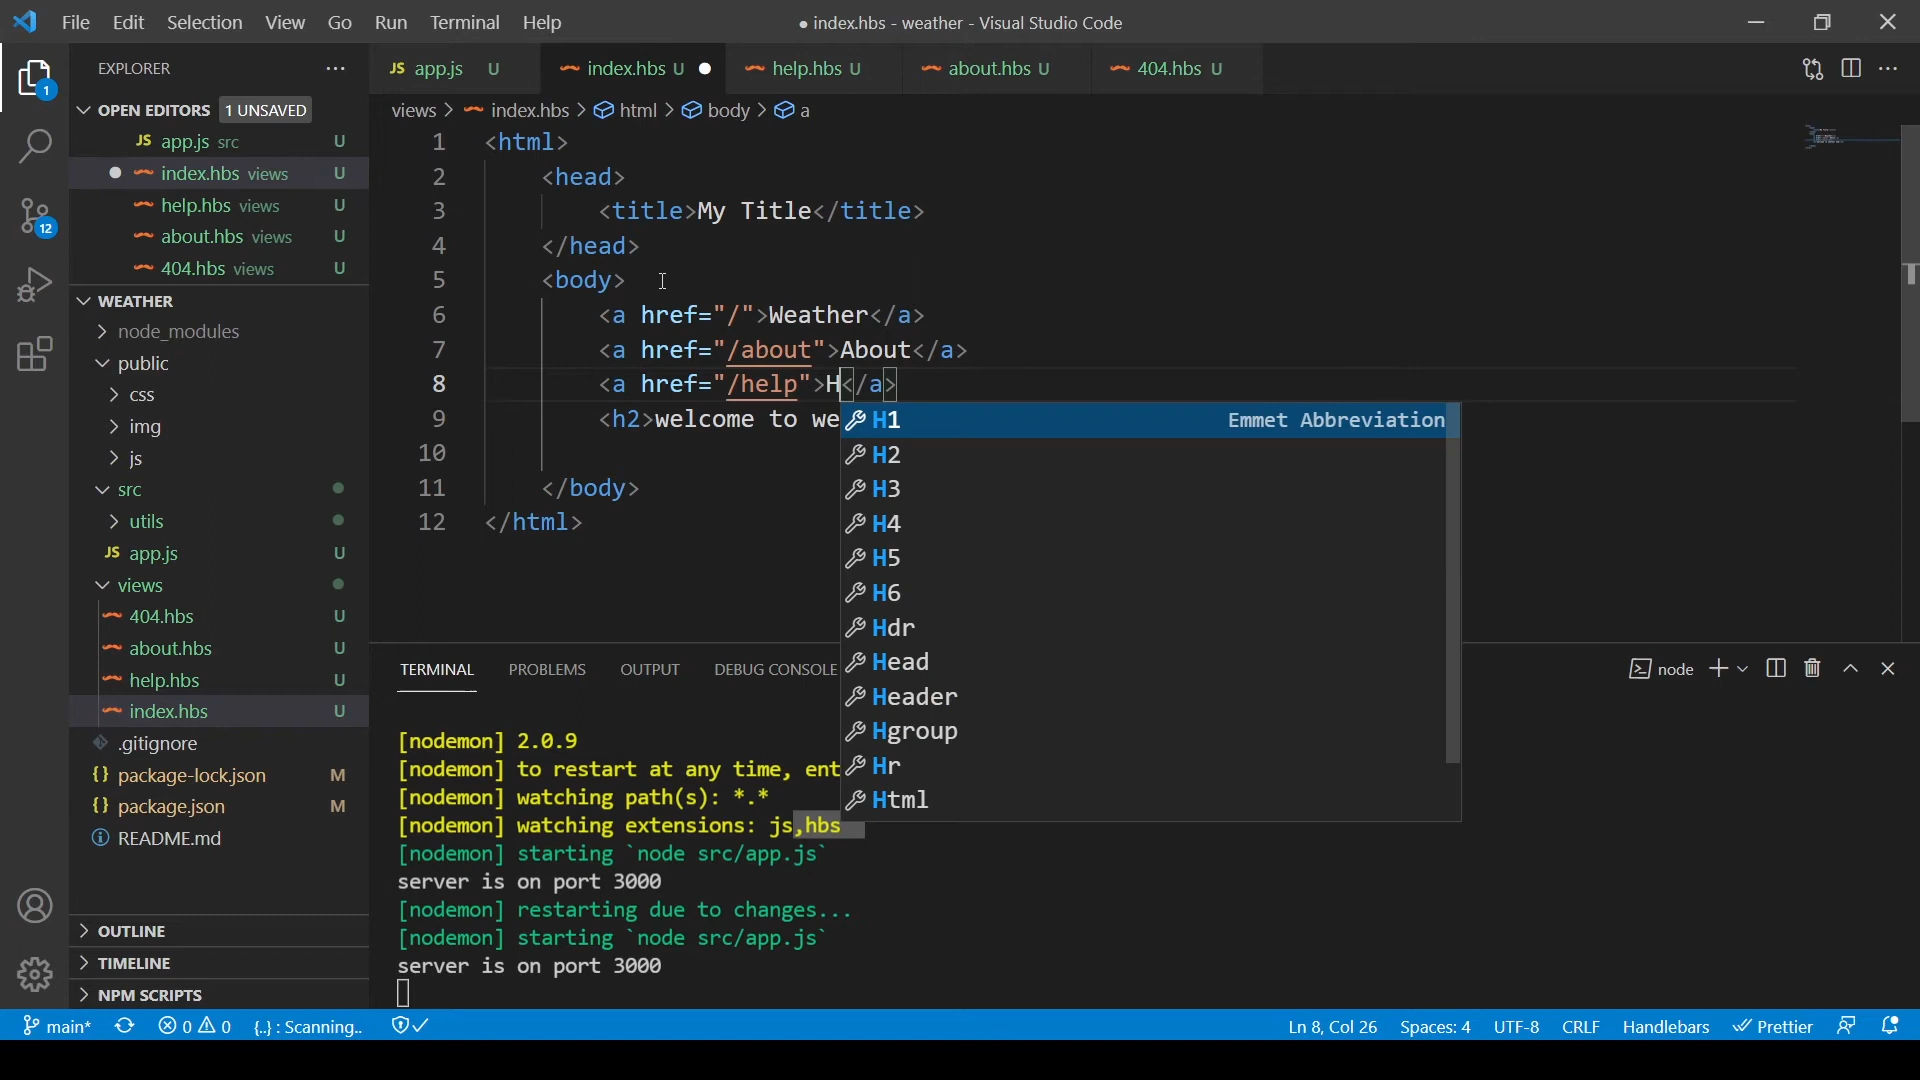 File Edit Selection View Go Run Terminal Help
● index.hbs - weather - Visual Studio Code
EXPLORER
JS app.js U
index.hbs U
help.hbs U
about.hbs U
404.hbs U
OPEN EDITORS 1 UNSAVED
JS app.js src U
index.hbs views U
help.hbs views U
about.hbs views U
404.hbs views U
WEATHER
node_modules
public
css
img
js
src
utils
JS app.js U
views
404.hbs U
about.hbs U
help.hbs U
index.hbs U
.gitignore
{} package-lock.json M
{} package.json M
README.md
OUTLINE
TIMELINE
NPM SCRIPTS
1
12
views > index.hbs > html > body > a
1 <html>
2 <head>
3 <title>My Title</title>
4 </head>
5 <body>
6 <a href="/">Weather</a>
7 <a href="/about">About</a>
8 <a href="/help">H</a>
9 <h2>welcome to we
10
11 </body>
12 </html>
H1 Emmet Abbreviation
H2
H3
H4
H5
H6
Hdr
Head
Header
Hgroup
Hr
Html
TERMINAL PROBLEMS OUTPUT DEBUG CONSOLE
node
[nodemon] 2.0.9
[nodemon] to restart at any time, ent
[nodemon] watching path(s): *.*
[nodemon] watching extensions: js,hbs
[nodemon] starting `node src/app.js`
server is on port 3000
[nodemon] restarting due to changes...
[nodemon] starting `node src/app.js`
server is on port 3000
main* 0 0 {..} : Scanning..
Ln 8, Col 26 Spaces: 4 UTF-8 CRLF Handlebars Prettier